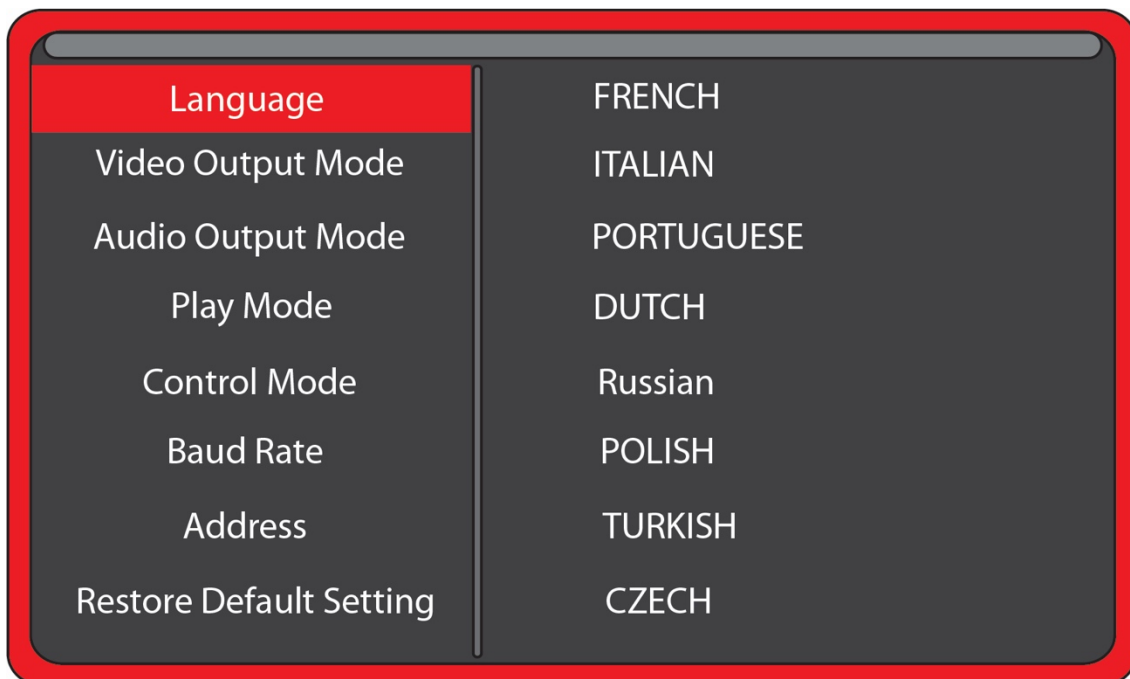 Language
Video Output Mode
Audio Output Mode
Play Mode
Control Mode
Baud Rate
Address
Restore Default Setting
FRENCH
ITALIAN
PORTUGUESE
DUTCH
Russian
POLISH
TURKISH
CZECH